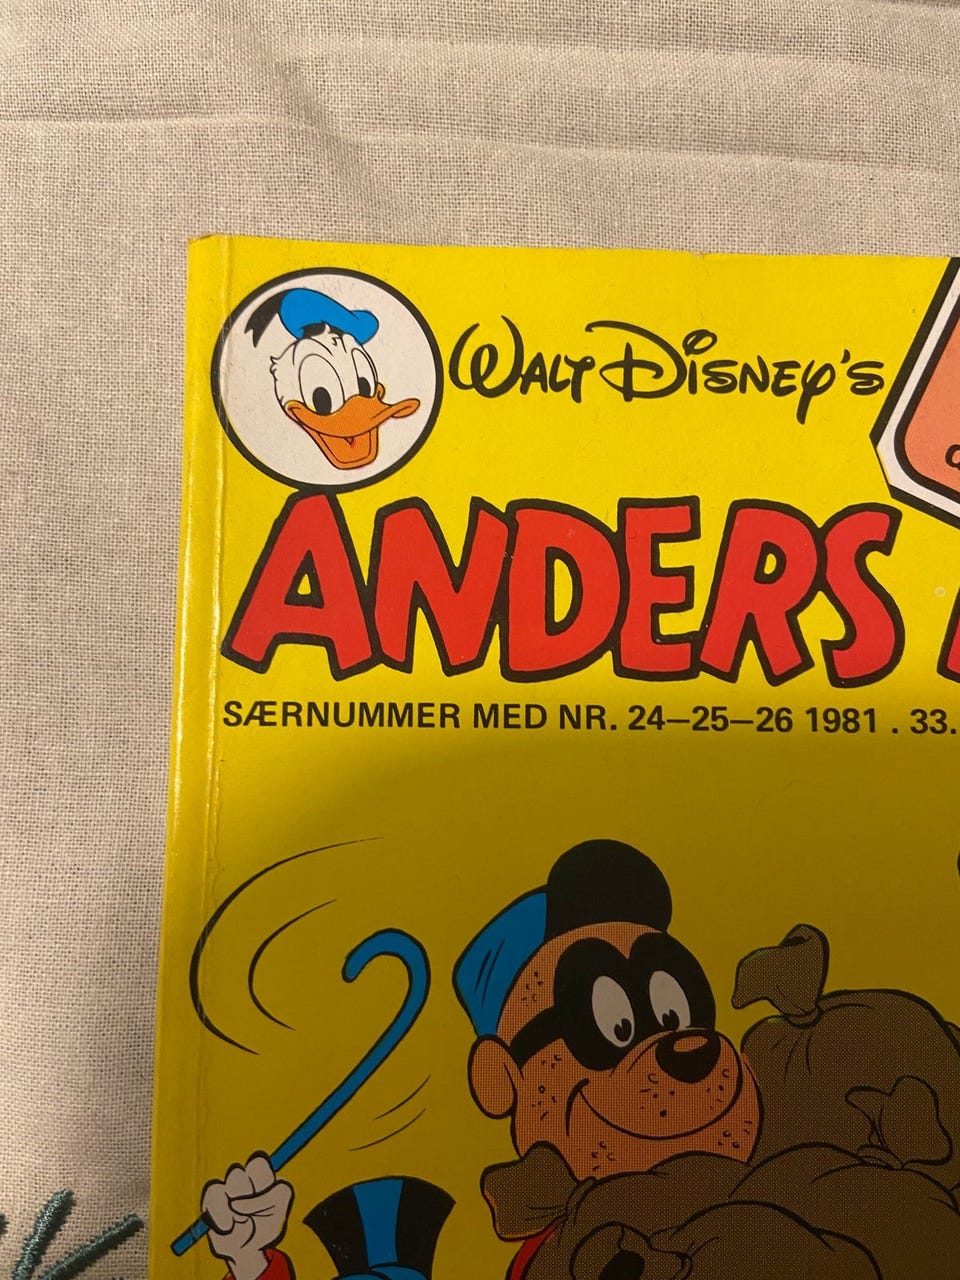 WALT DISNEY'S
ANDERS
SÆRNUMMER MED NR. 24–25–26 1981 . 33.